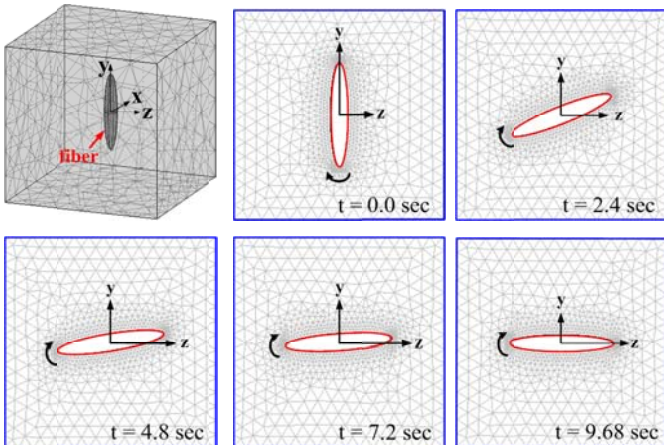 y
x
z
fiber
y
z
t = 0.0 sec
y
z
t = 2.4 sec
y
z
t = 4.8 sec
y
z
t = 7.2 sec
y
z
t = 9.68 sec